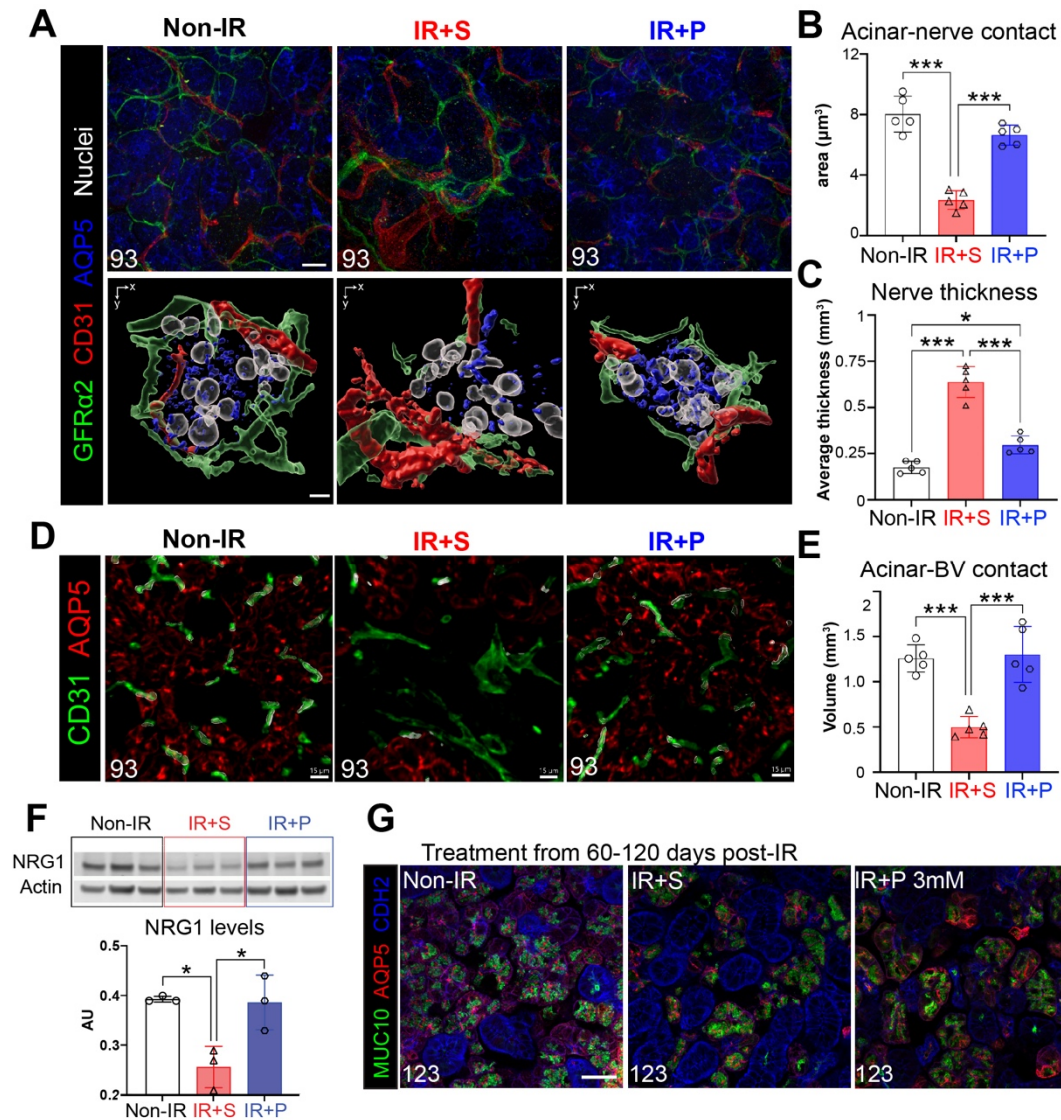 A
Non-IR
IR+S
IR+P
GFRα2 CD31 AQP5 Nuclei
93
93
93
x
y
x
y
x
y
B
Acinar-nerve contact
***
***
area (µm³)
12
8
4
0
Non-IR IR+S IR+P
C
Nerve thickness
*
*** ***
Average thickness (mm³)
1
0.75
0.5
0.25
0
Non-IR IR+S IR+P
D
Non-IR
IR+S
IR+P
CD31 AQP5
93
15 µm
93
15 µm
93
15 µm
E
Acinar-BV contact
*** ***
Volume (mm³)
2
1.5
1.0
0.5
0
Non-IR IR+S IR+P
F
Non-IR IR+S IR+P
NRG1
Actin
NRG1 levels
* *
AU
0.5
0.4
0.3
0.2
Non-IR IR+S IR+P
G
Treatment from 60-120 days post-IR
MUC10 AQP5 CDH2
Non-IR
IR+S
IR+P 3mM
123
123
123